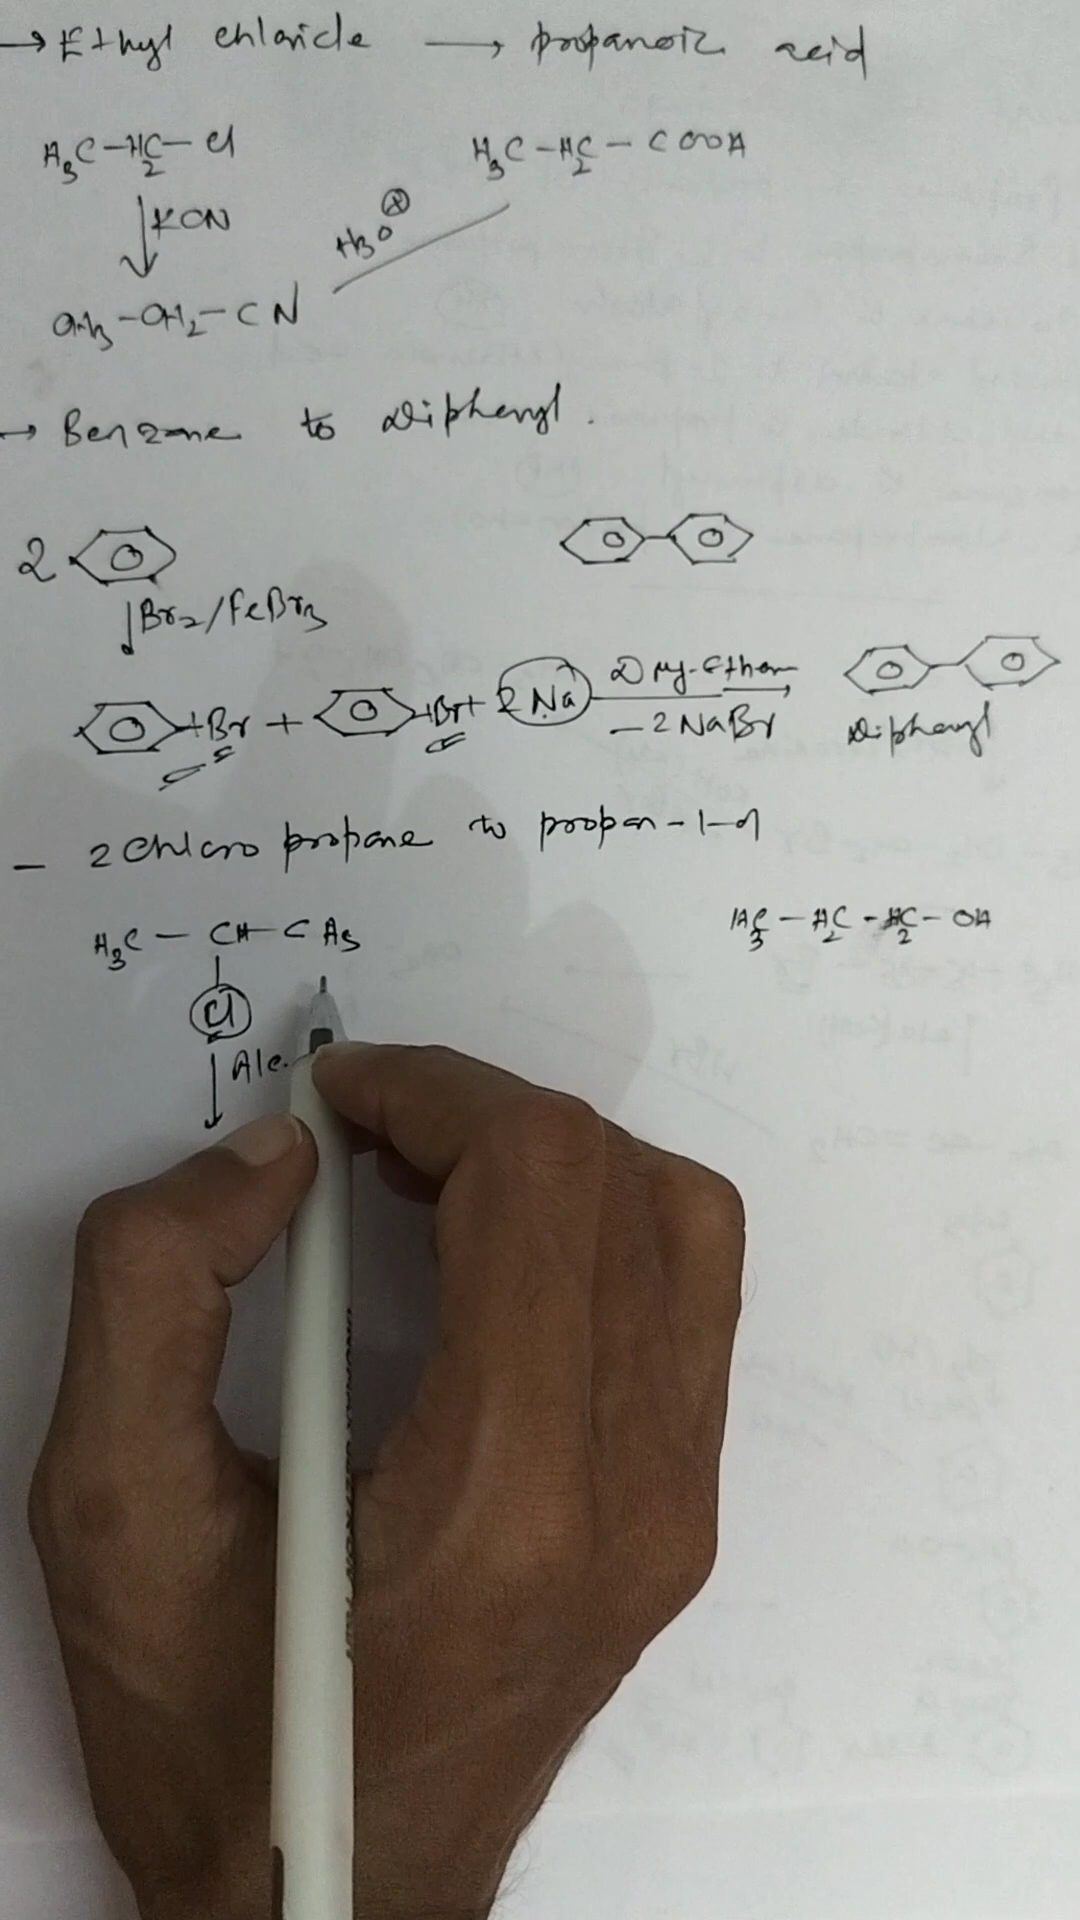 → Ethyl chloride → propanoic acid
H3C-H2C-Cl H3C-H2C-COOH
↓KCN H3O⊕
CH3-CH2-CN
→ Benzene to Diphenyl.
2
↓Br2/FeBr3
+Br + +Br+ 2Na Dry-Ether → Diphenyl
-2NaBr
- 2chloro propane to propan-1-ol
H3C-CH-CH3 H3C-H2C-H2C-OH
Cl
↓Alc.